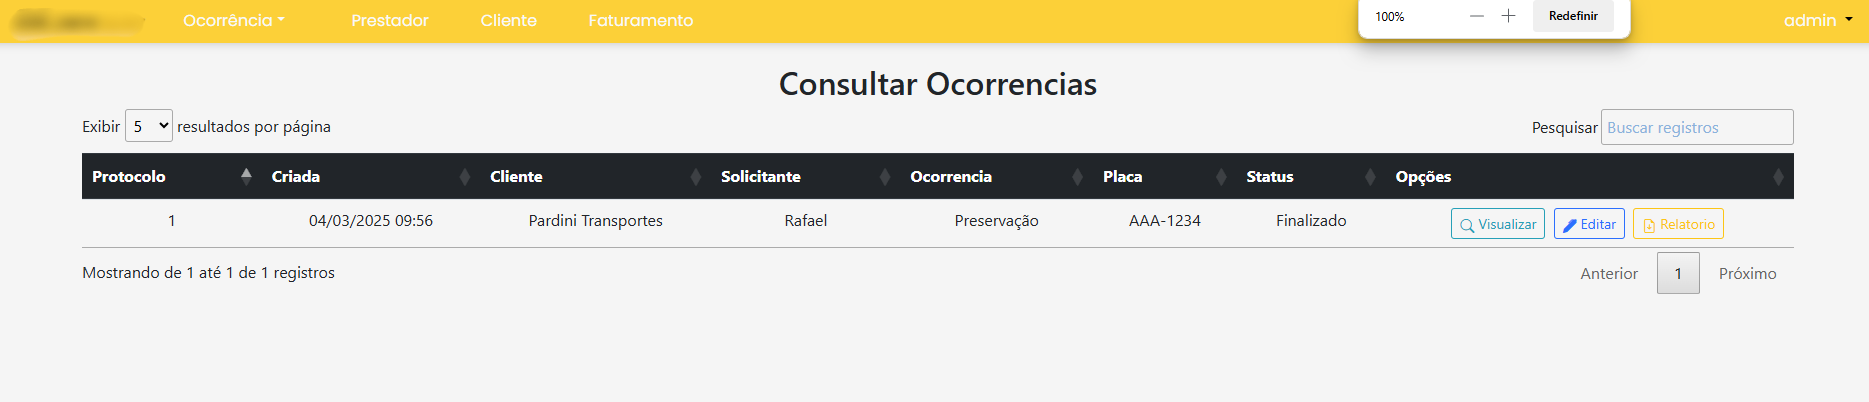 Ocorrência Prestador Cliente Faturamento 100% Redefinir admin
Consultar Ocorrencias
Exibir 5 resultados por página Pesquisar Buscar registros
Protocolo Criada Cliente Solicitante Ocorrencia Placa Status Opções
1 04/03/2025 09:56 Pardini Transportes Rafael Preservação AAA-1234 Finalizado Visualizar Editar Relatorio
Mostrando de 1 até 1 de 1 registros Anterior 1 Próximo